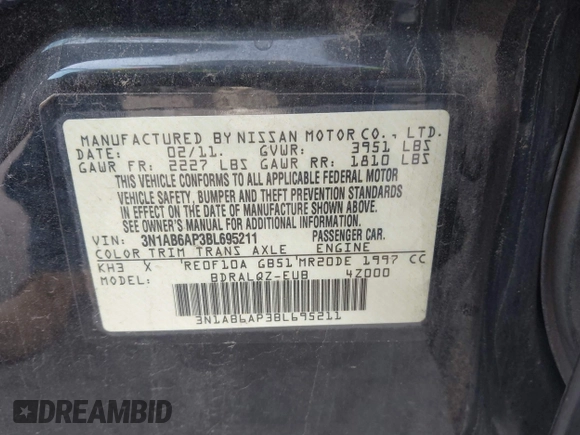 MANUFACTURED BY NISSAN MOTOR CO., LTD.
DATE: 02/11. GVWR: 3951 LBS
GAWR FR: 2227 LBS GAWR RR: 1810 LBS
THIS VEHICLE CONFORMS TO ALL APPLICABLE FEDERAL MOTOR
VEHICLE SAFETY, BUMPER AND THEFT PREVENTION STANDARDS
IN EFFECT ON THE DATE OF MANUFACTURE SHOWN ABOVE.
SEE OWNER'S MANUAL FOR ADDITIONAL INFORMATION.
VIN: 3N1AB6AP3BL695211 PASSENGER CAR.
COLOR TRIM TRANS AXLE ENGINE
KH3 X RE0F10A GB51 MR20DE 1997 CC
MODEL: BDRALQZ-EUB 4Z000
3N1AB6AP3BL695211
DREAMBID